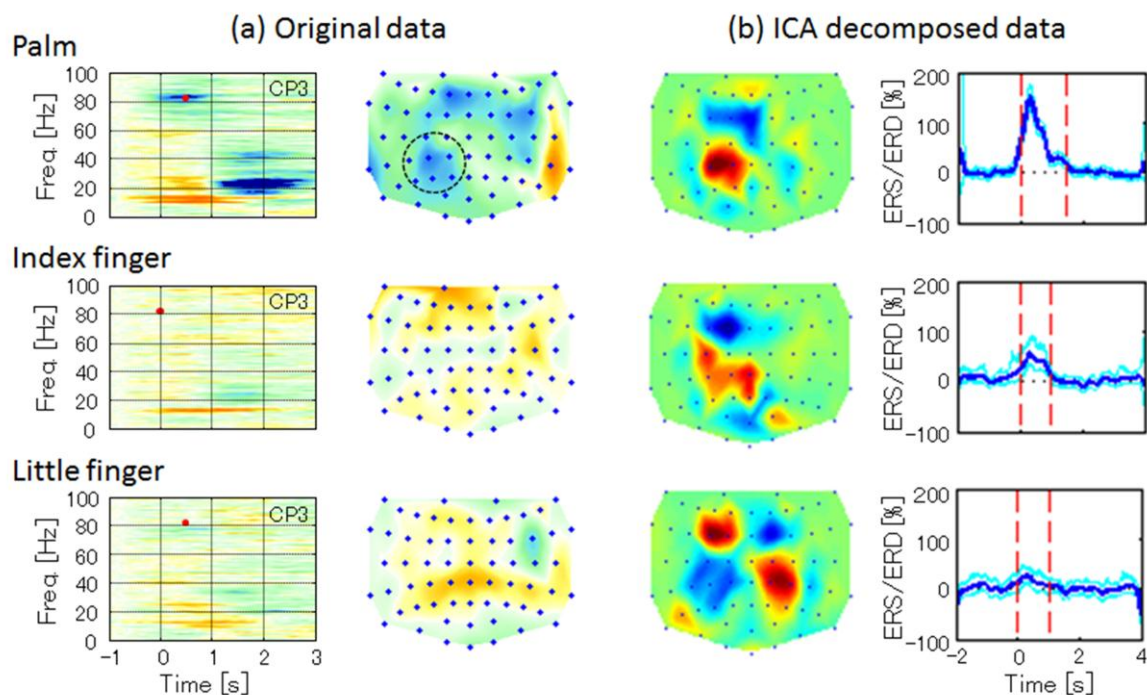 (a) Original data
(b) ICA decomposed data
Palm
Freq. [Hz]
100
80
60
40
20
0
CP3
ERS/ERD [%]
200
100
0
-100
Index finger
Freq. [Hz]
100
80
60
40
20
0
CP3
ERS/ERD [%]
200
100
0
-100
Little finger
Freq. [Hz]
100
80
60
40
20
0
CP3
-1 0 1 2 3
Time [s]
ERS/ERD [%]
200
100
0
-100
-2 0 2 4
Time [s]